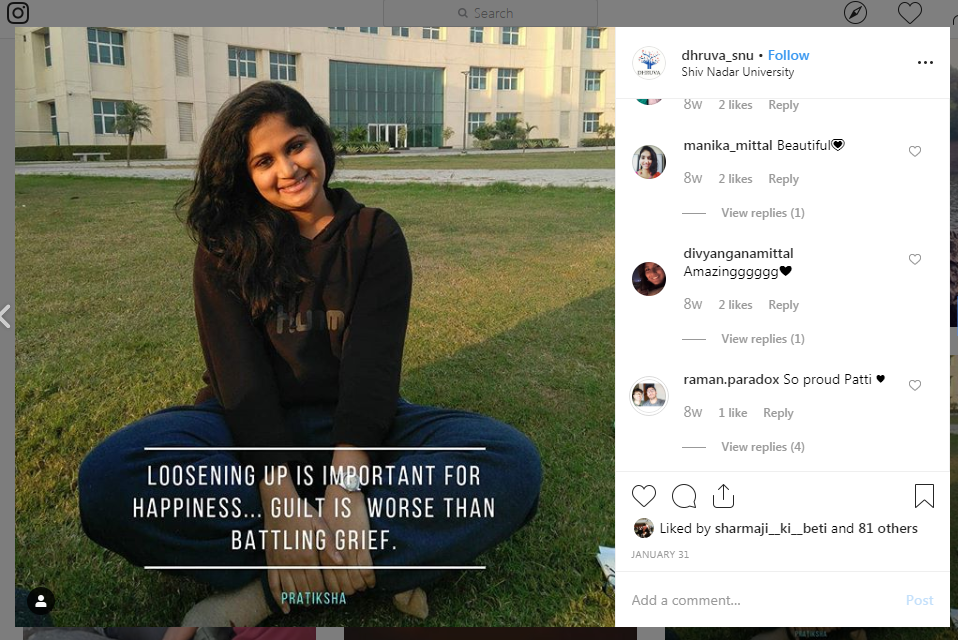 Search
dhruva_snu • Follow
Shiv Nadar University
DHRUVA
8w 2 likes Reply
manika_mittal Beautiful
8w 2 likes Reply
View replies (1)
divyanganamittal
Amazingggggg🖤
8w 2 likes Reply
View replies (1)
raman.paradox So proud Patti 🖤
8w 1 like Reply
View replies (4)
LOOSENING UP IS IMPORTANT FOR
HAPPINESS... GUILT IS WORSE THAN
BATTLING GRIEF.
PRATIKSHA
Liked by sharmaji__ki__beti and 81 others
JANUARY 31
Add a comment... Post